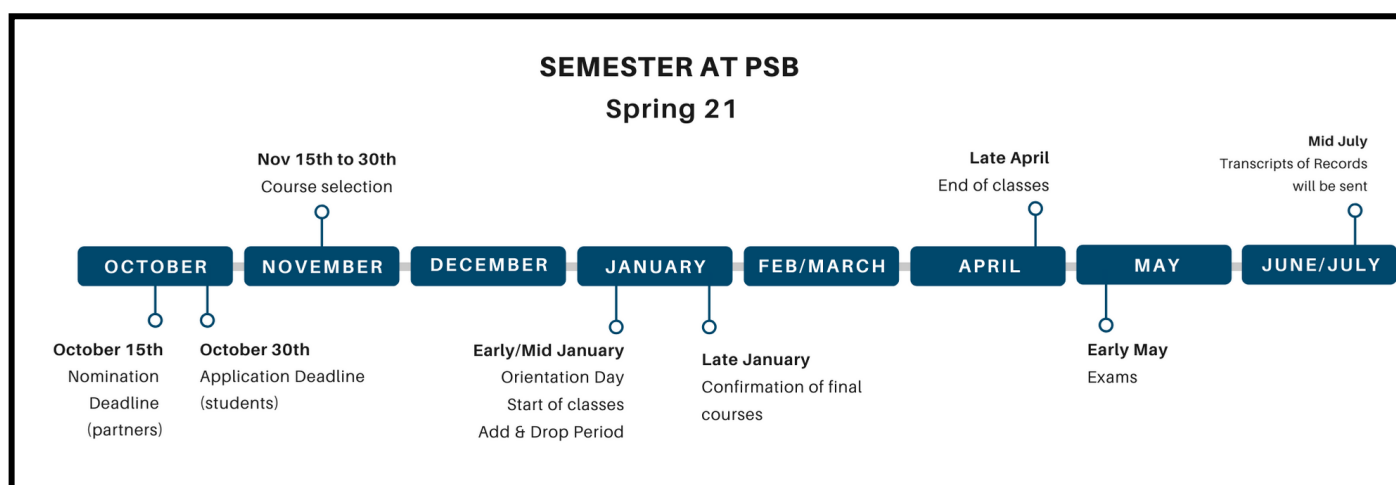 SEMESTER AT PSB
Spring 21
Nov 15th to 30th
Course selection
Late April
End of classes
Mid July
Transcripts of Records
will be sent
OCTOBER
NOVEMBER
DECEMBER
JANUARY
FEB/MARCH
APRIL
MAY
JUNE/JULY
October 15th
Nomination
Deadline
(partners)
October 30th
Application Deadline
(students)
Early/Mid January
Orientation Day
Start of classes
Add & Drop Period
Late January
Confirmation of final
courses
Early May
Exams